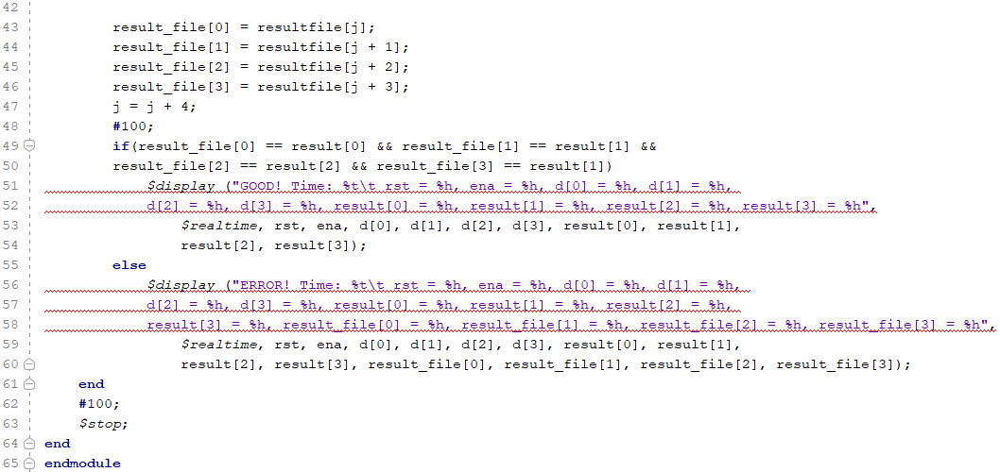 42
43 result_file[0] = resultfile[j];
44 result_file[1] = resultfile[j + 1];
45 result_file[2] = resultfile[j + 2];
46 result_file[3] = resultfile[j + 3];
47 j = j + 4;
48 #100;
49 if(result_file[0] == result[0] && result_file[1] == result[1] &&
50 result_file[2] == result[2] && result_file[3] == result[1])
51 $display ("GOOD! Time: %t\t rst = %h, ena = %h, d[0] = %h, d[1] = %h,
52 d[2] = %h, d[3] = %h, result[0] = %h, result[1] = %h, result[2] = %h, result[3] = %h",
53 $realtime, rst, ena, d[0], d[1], d[2], d[3], result[0], result[1],
54 result[2], result[3]);
55 else
56 $display ("ERROR! Time: %t\t rst = %h, ena = %h, d[0] = %h, d[1] = %h,
57 d[2] = %h, d[3] = %h, result[0] = %h, result[1] = %h, result[2] = %h,
58 result[3] = %h, result_file[0] = %h, result_file[1] = %h, result_file[2] = %h, result_file[3] = %h",
59 $realtime, rst, ena, d[0], d[1], d[2], d[3], result[0], result[1],
60 result[2], result[3], result_file[0], result_file[1], result_file[2], result_file[3]);
61 end
62 #100;
63 $stop;
64 end
65 endmodule